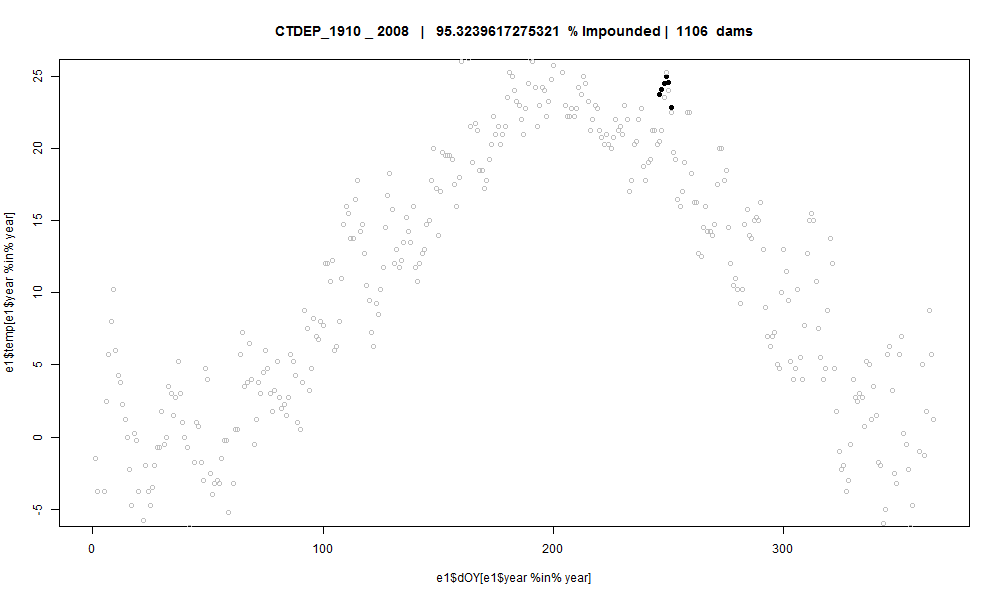 CTDEP_1910 _ 2008 | 95.3239617275321 % Impounded | 1106 dams
e1$temp[e1$year %in% year]
25
20
15
10
5
0
-5
0 100 200 300
e1$dOY[e1$year %in% year]